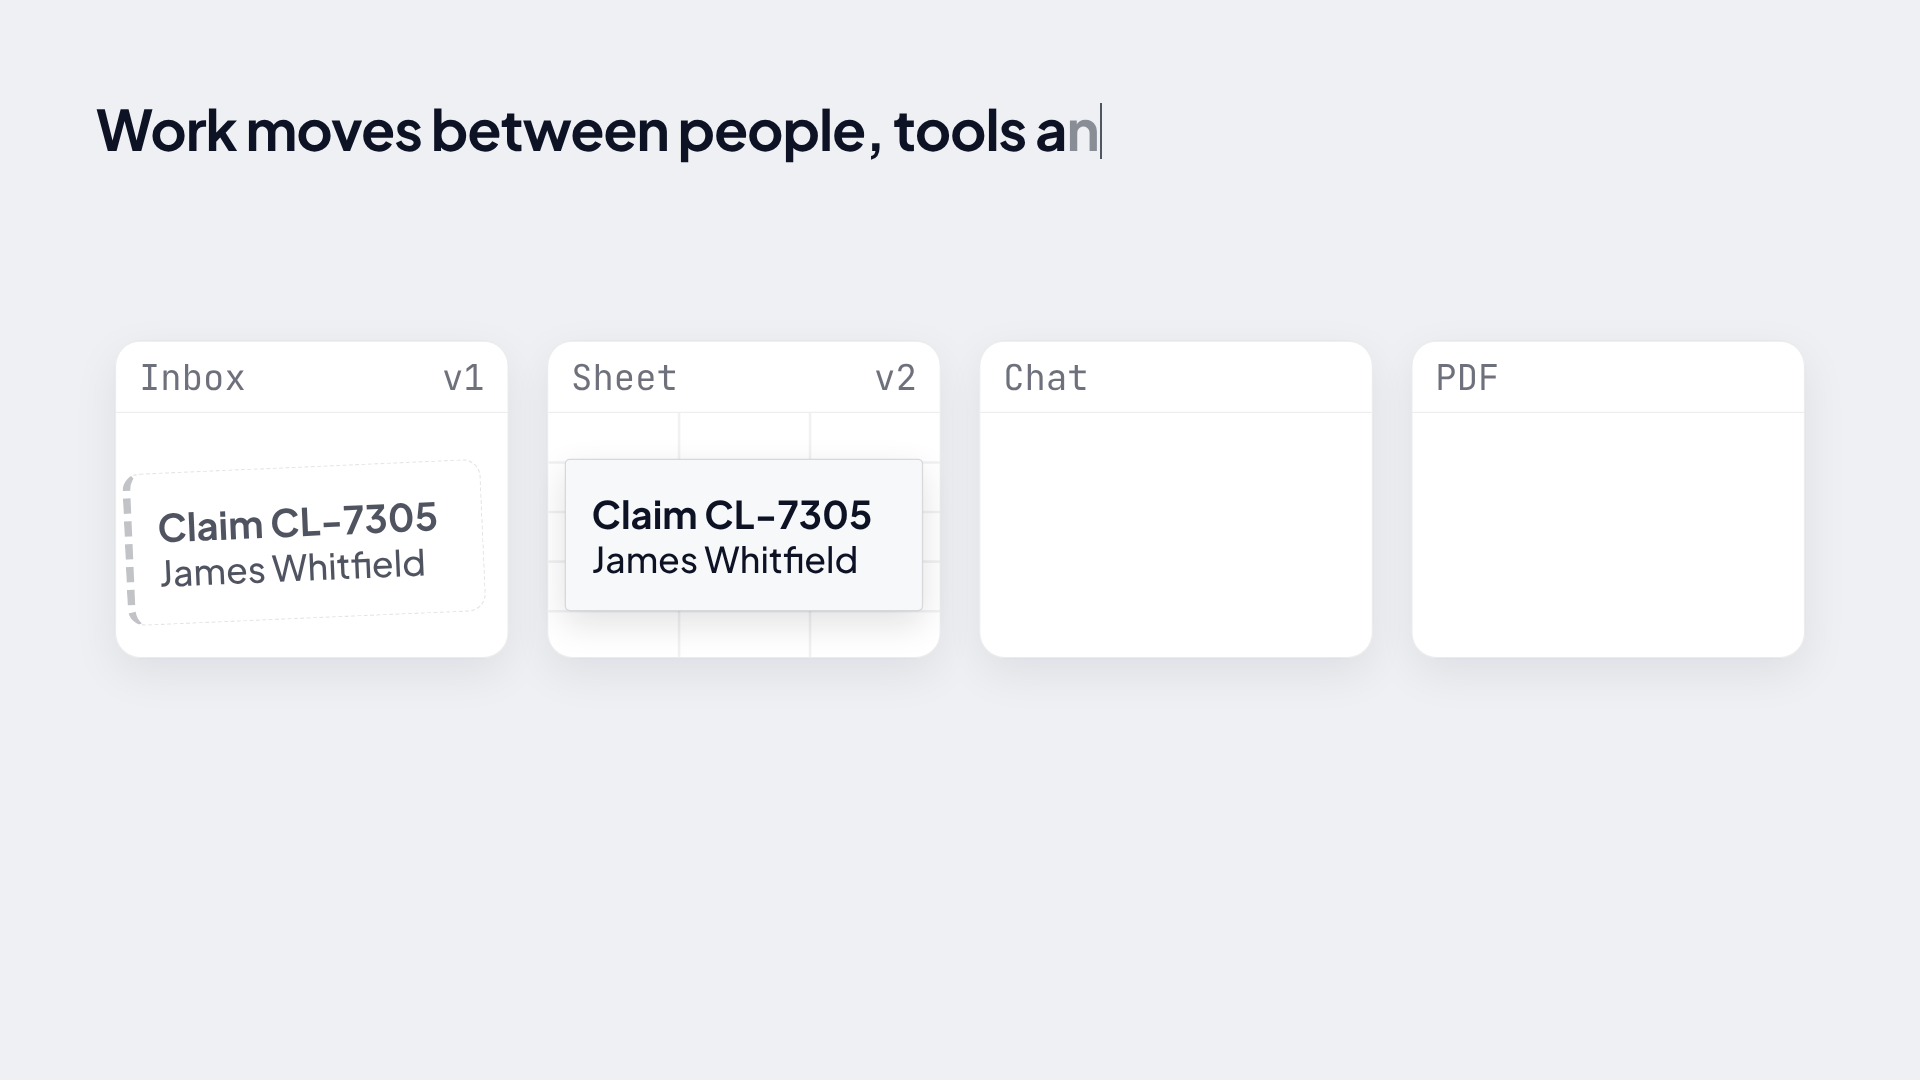 Work moves between people, tools an
Inbox v1
Claim CL-7305
James Whitfield
Sheet v2
Claim CL-7305
James Whitfield
Chat
PDF